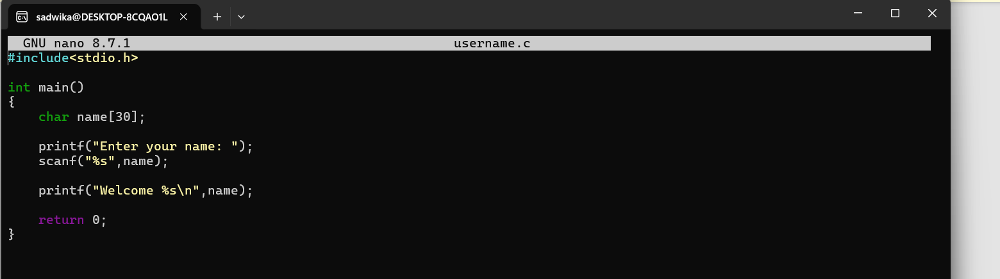 sadwika@DESKTOP-8CQAO1L
GNU nano 8.7.1 username.c
#include<stdio.h>
int main()
{
    char name[30];
    printf("Enter your name: ");
    scanf("%s",name);
    printf("Welcome %s\n",name);
    return 0;
}